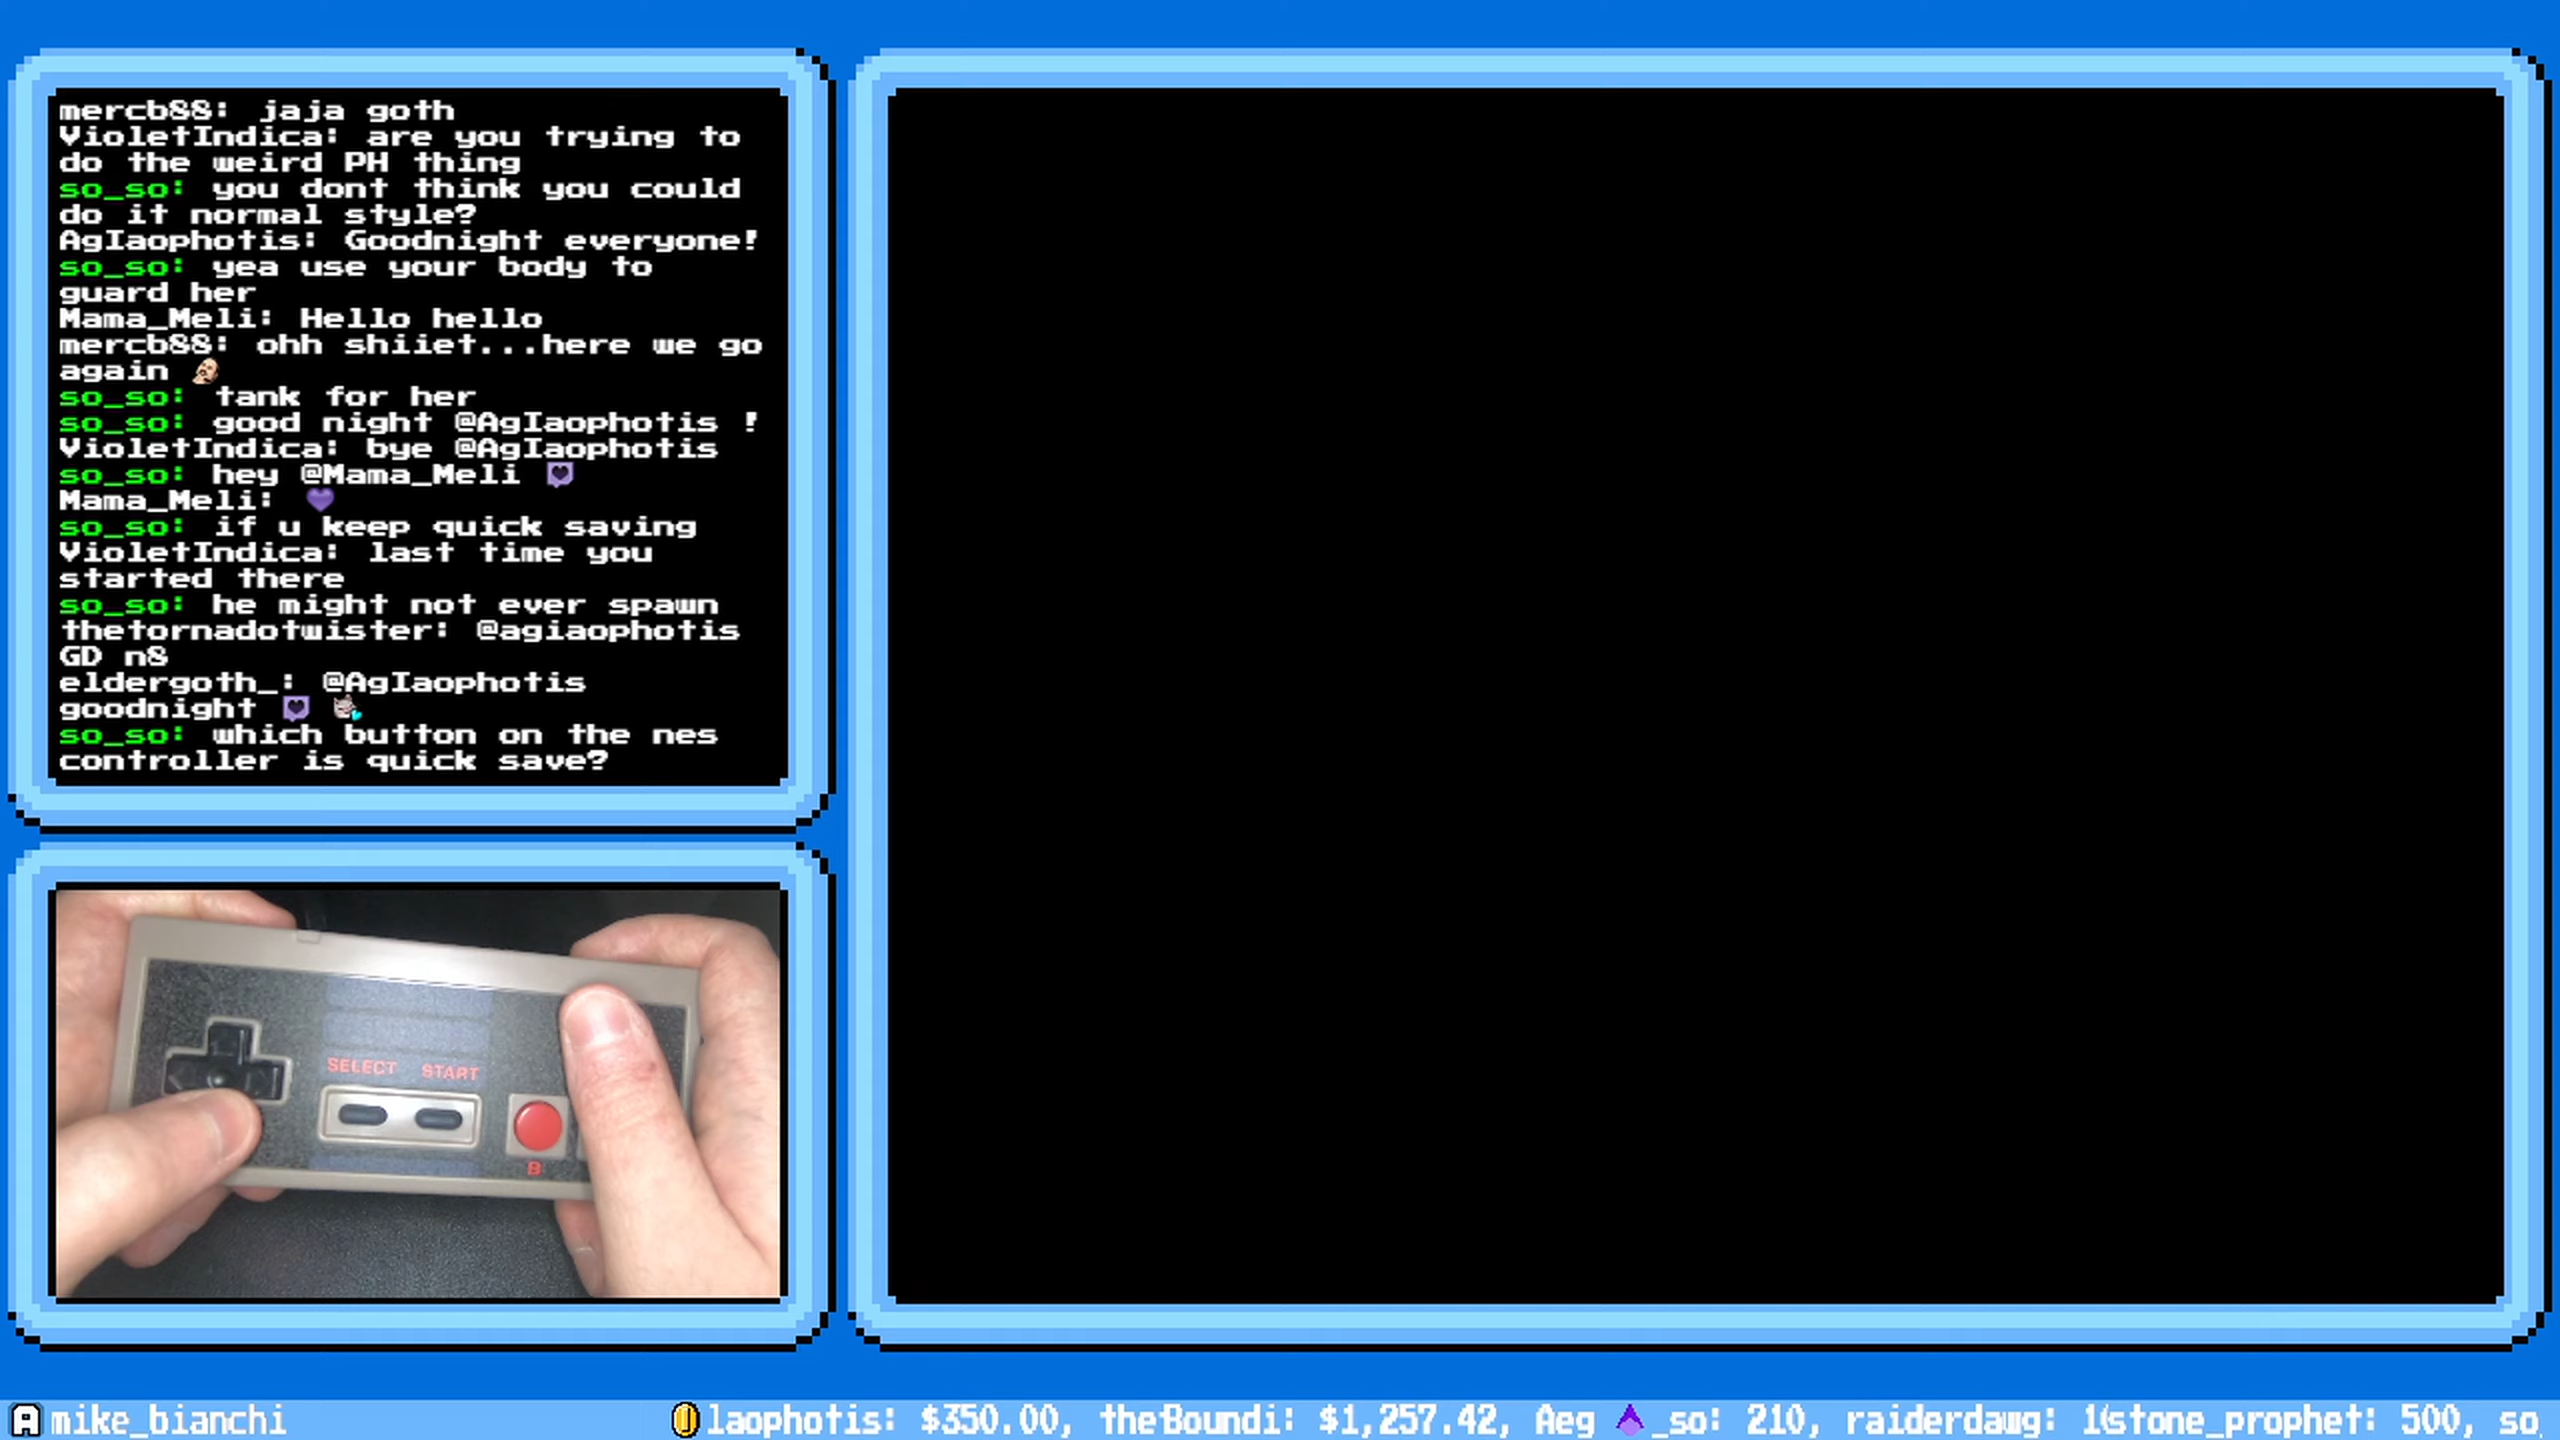 mercb88: jaja goth
VioletIndica: are you trying to
do the weird PH thing
so_so: you dont think you could
do it normal style?
AgIaophotis: Goodnight everyone!
so_so: yea use your body to
guard her
Mama_Meli: Hello hello
mercb88: ohh shiiet...here we go
again
so_so: tank for her
so_so: good night @AgIaophotis !
VioletIndica: bye @AgIaophotis
so_so: hey @Mama_Meli
Mama_Meli:
so_so: if u keep quick saving
VioletIndica: last time you
started there
so_so: he might not ever spawn
thetornadotwister: @agiaophotis
GD n8
eldergoth_: @AgIaophotis
goodnight
so_so: which button on the nes
controller is quick save?
SELECT START
B
A mike_bianchi
laophotis: $350.00, theBoundi: $1,257.42, Aeg
_so: 210, raiderdawg: 1
stone_prophet: 500, so_